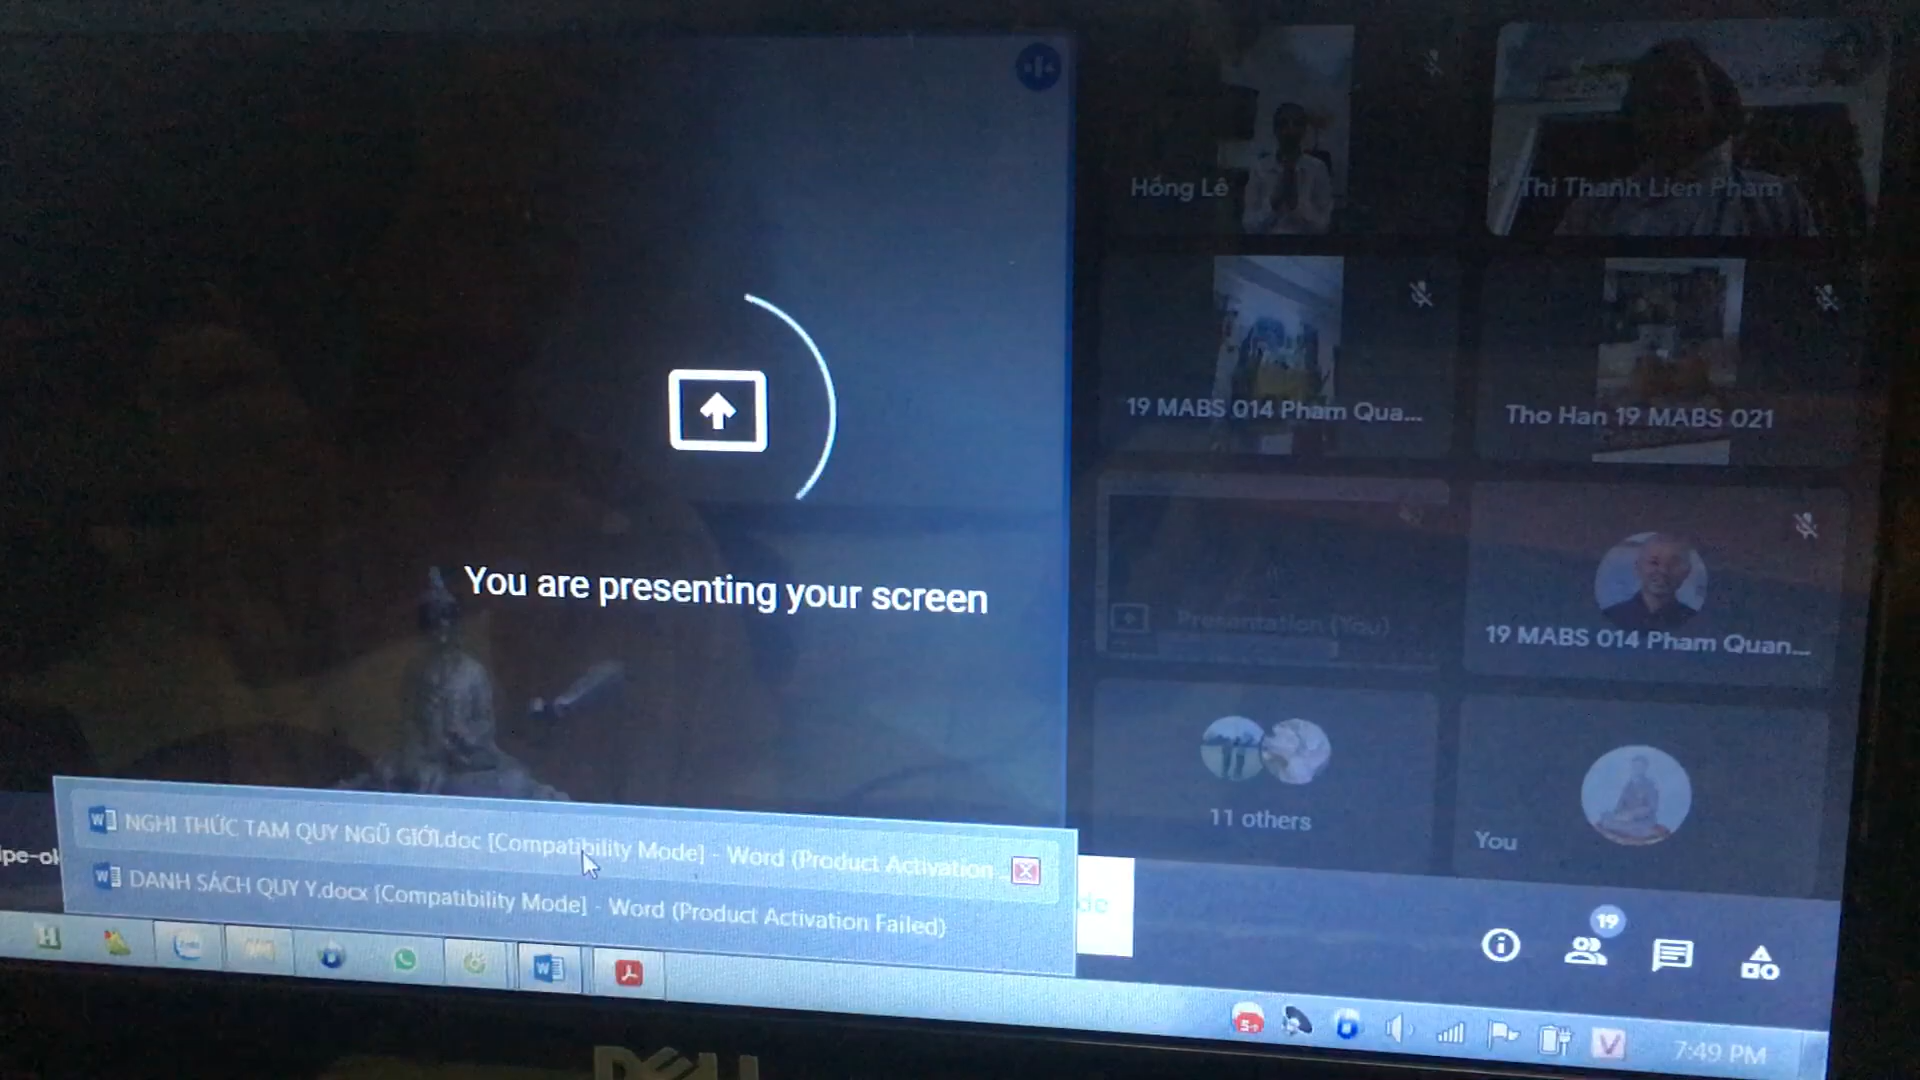 Hồng Lê
Thi Thanh Lien Pham
19 MABS 014 Pham Qua...
Tho Han 19 MABS 021
You are presenting your screen
Presentation (You)
19 MABS 014 Pham Quan...
11 others
You
NGHI THỨC TAM QUY NGŨ GIỚI.doc [Compatibility Mode] - Word (Product Activation ...
DANH SÁCH QUY Y.docx [Compatibility Mode] - Word (Product Activation Failed)
19
7:49 PM
DELL